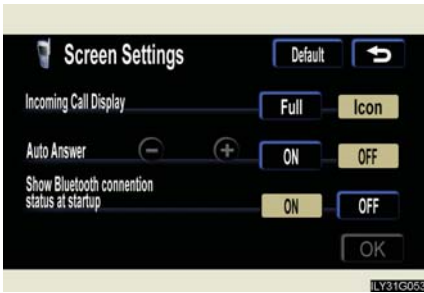 Screen Settings Default
Incoming Call Display Full Icon
Auto Answer ON OFF
Show Bluetooth connention
status at startup ON OFF
OK
ILY31G053